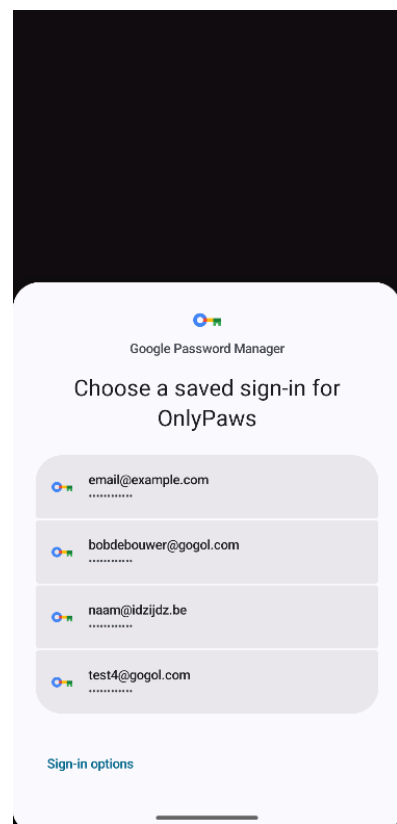 Google Password Manager
Choose a saved sign-in for
OnlyPaws
email@example.com
••••••••••••
bobdebouwer@gogol.com
••••••••••••
naam@idzijdz.be
••••••••••••
test4@gogol.com
••••••••••••
Sign-in options